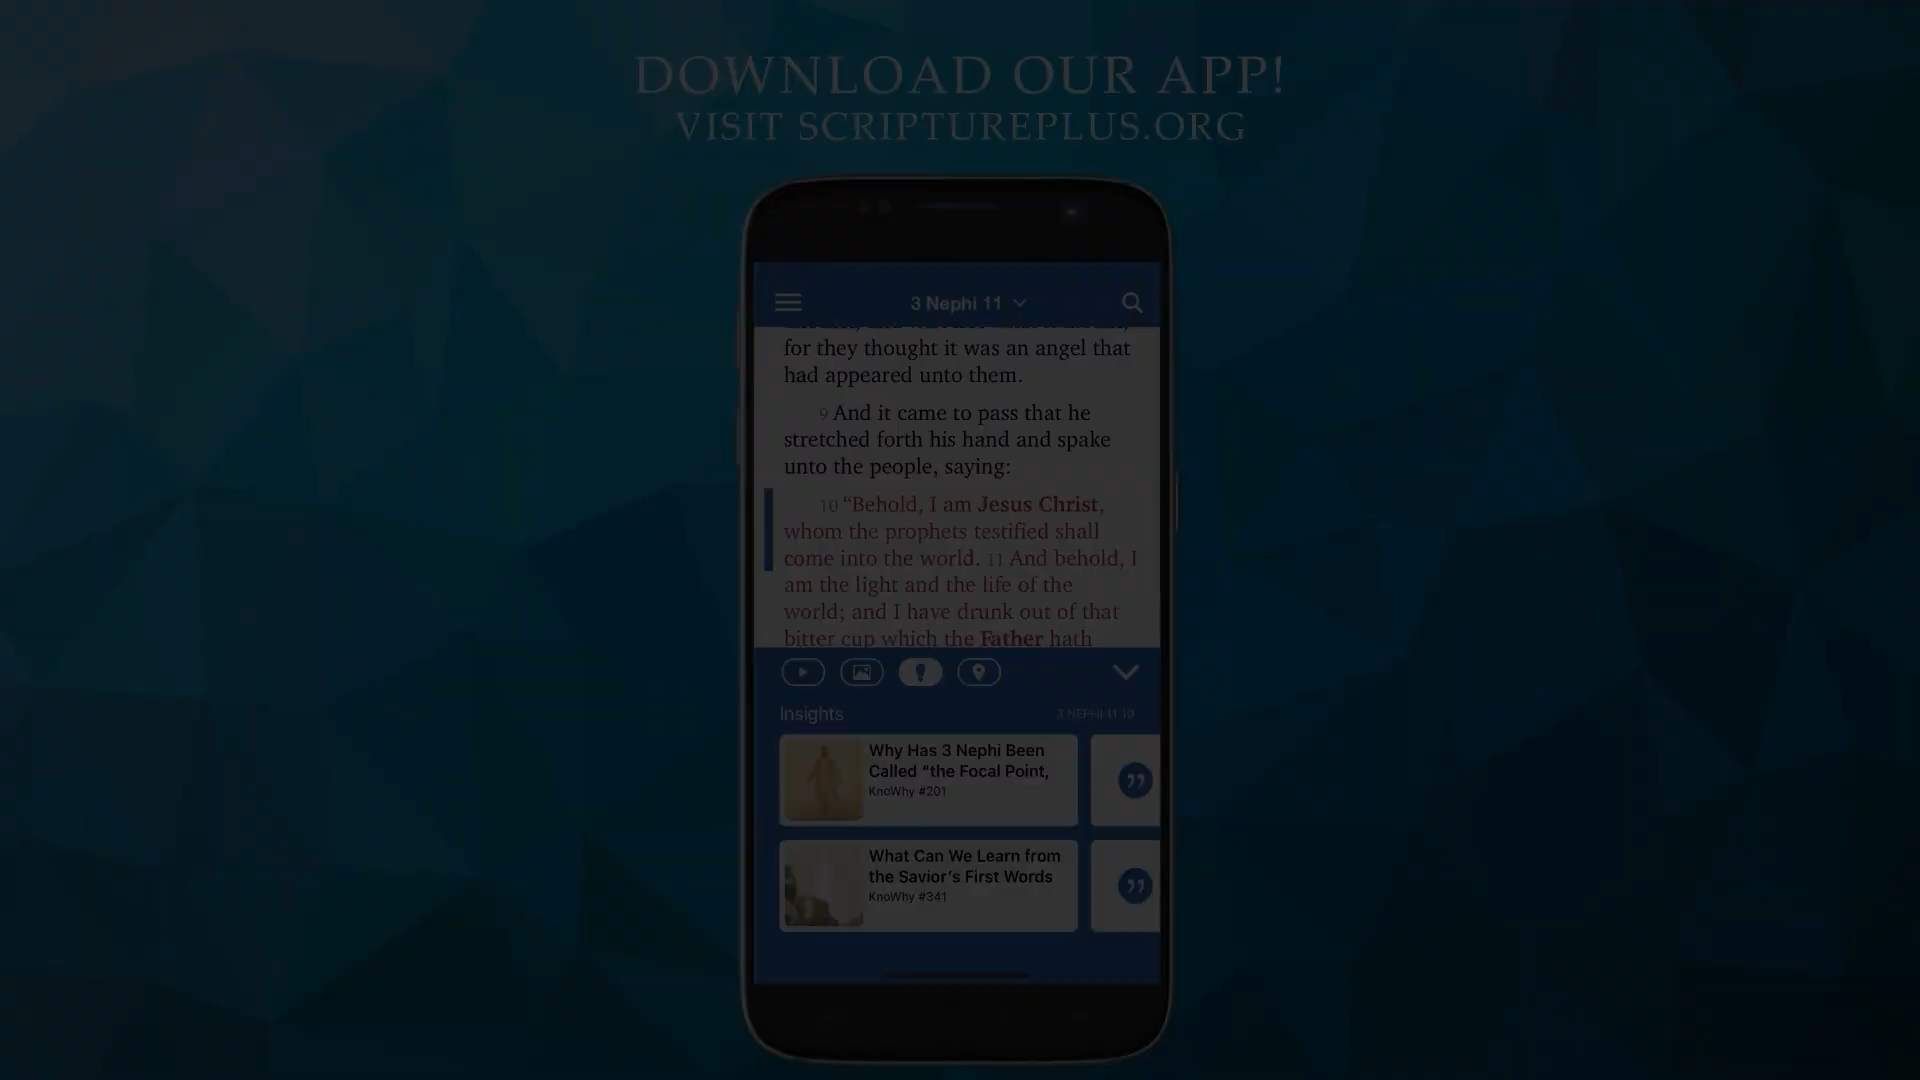 DOWNLOAD OUR APP!
VISIT SCRIPTUREPLUS.ORG
3 Nephi 11
for they thought it was an angel that
had appeared unto them.
9 And it came to pass that he
stretched forth his hand and spake
unto the people, saying:
10 “Behold, I am Jesus Christ,
whom the prophets testified shall
come into the world. 11 And behold, I
am the light and the life of the
world; and I have drunk out of that
bitter cup which the Father hath
Insights
3 NEPHI 11:10
Why Has 3 Nephi Been
Called “the Focal Point,
KnoWhy #201
What Can We Learn from
the Savior’s First Words
KnoWhy #341